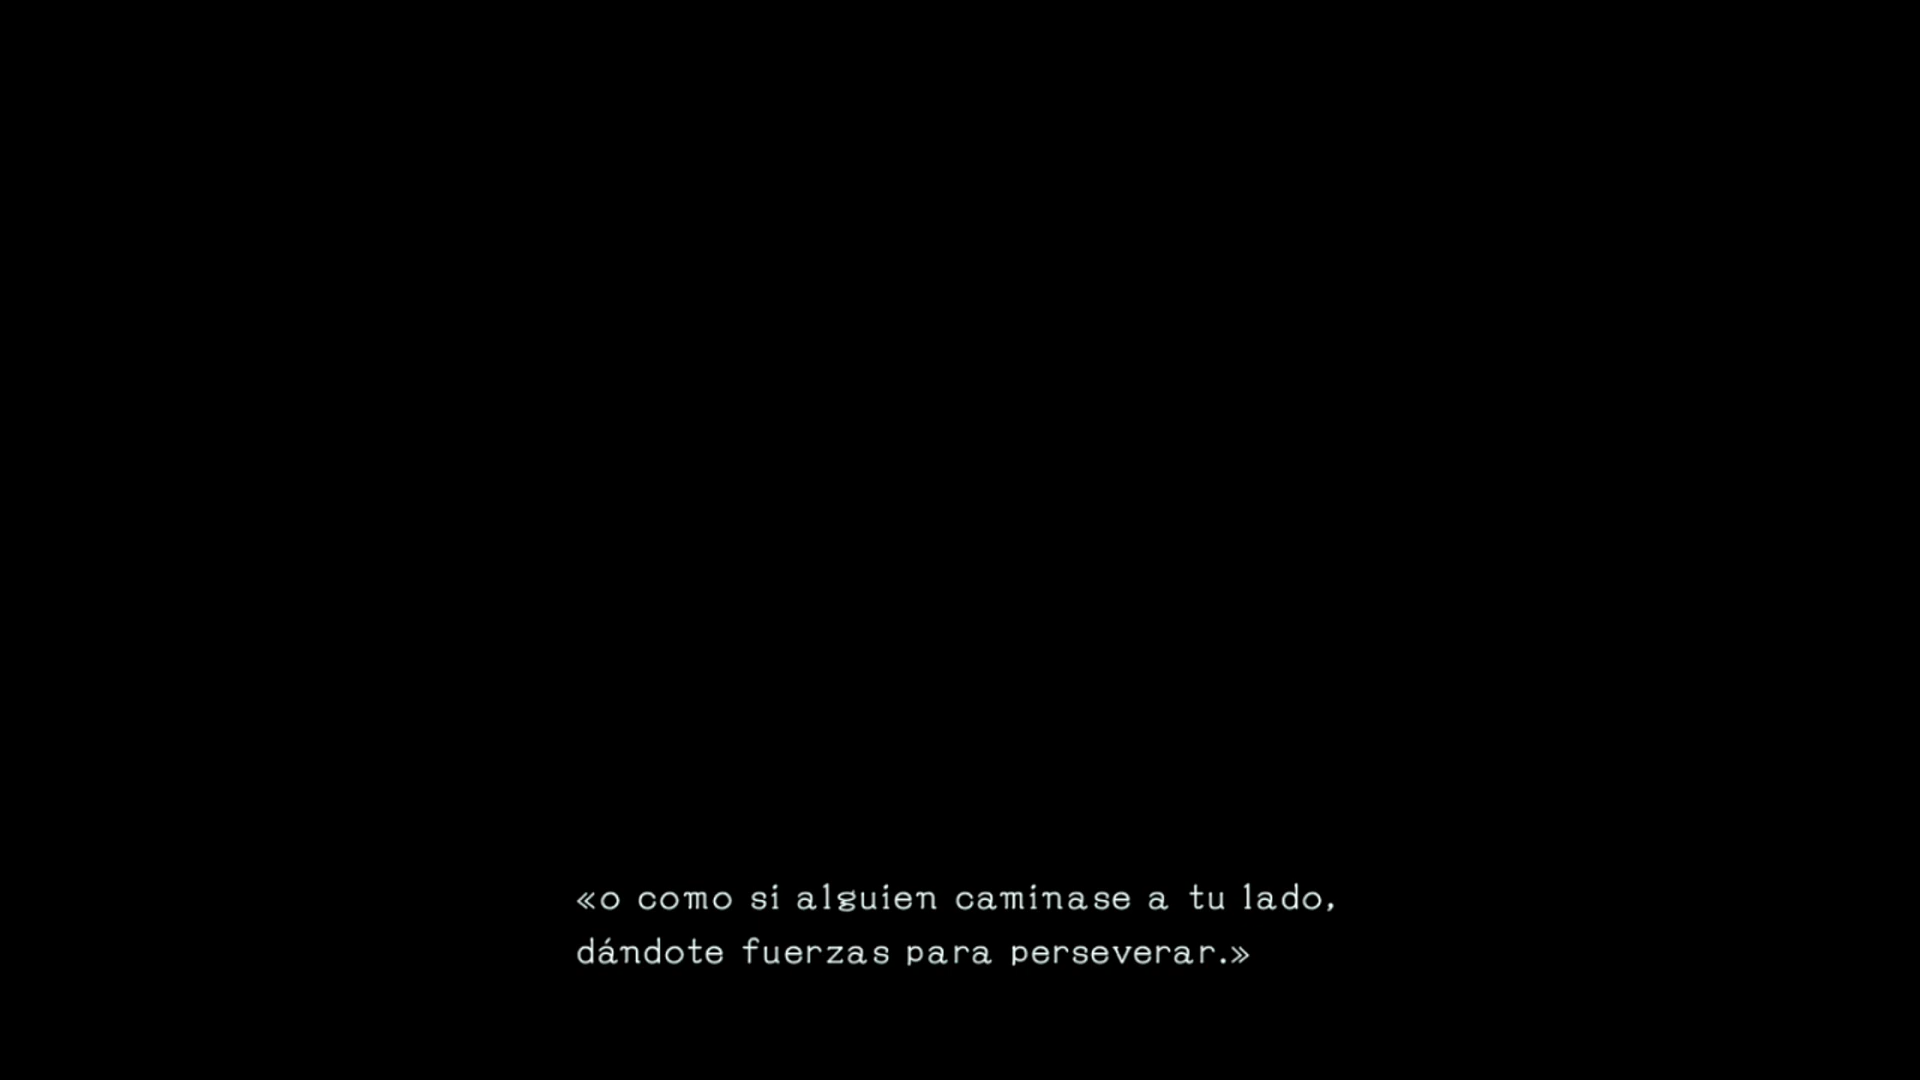 «o como si alguien caminase a tu lado,
dándote fuerzas para perseverar.»